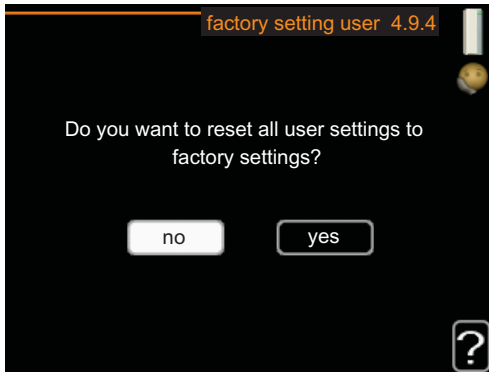 factory setting user 4.9.4
Do you want to reset all user settings to
factory settings?
no
yes
?